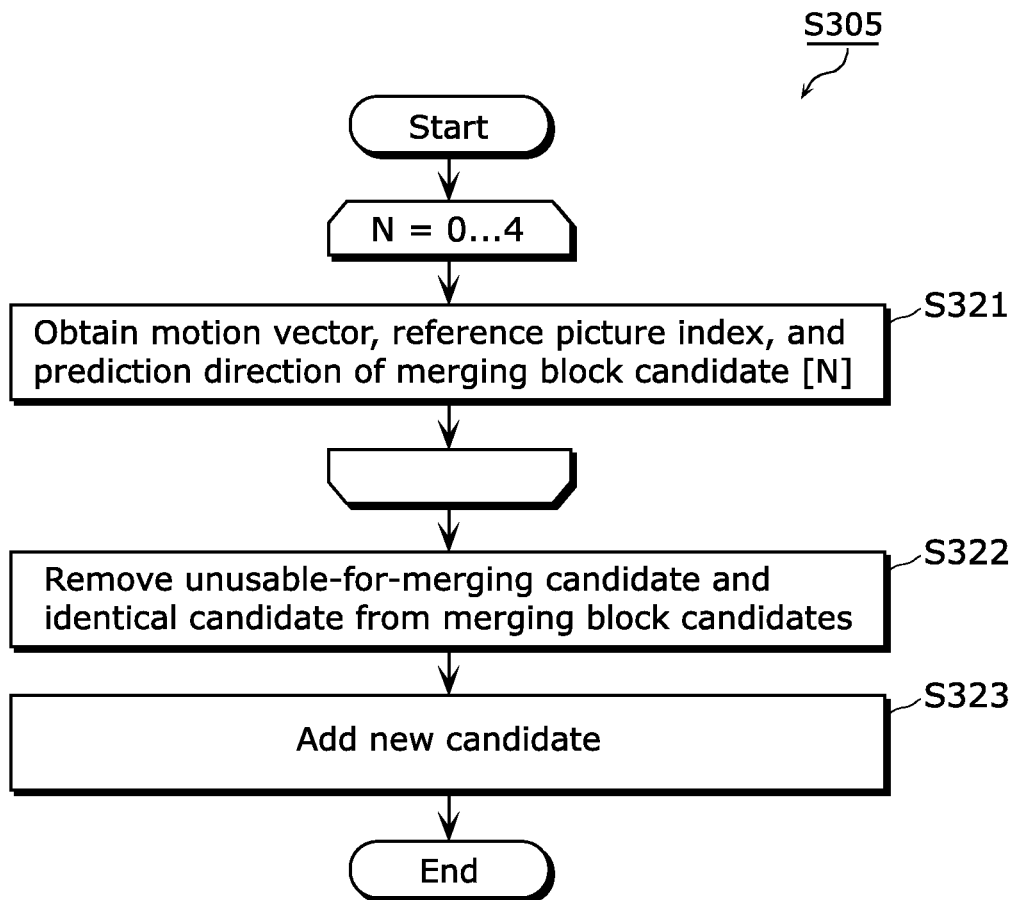 S305
Start
N = 0...4
S321
Obtain motion vector, reference picture index, and
prediction direction of merging block candidate [N]
S322
Remove unusable-for-merging candidate and
identical candidate from merging block candidates
S323
Add new candidate
End